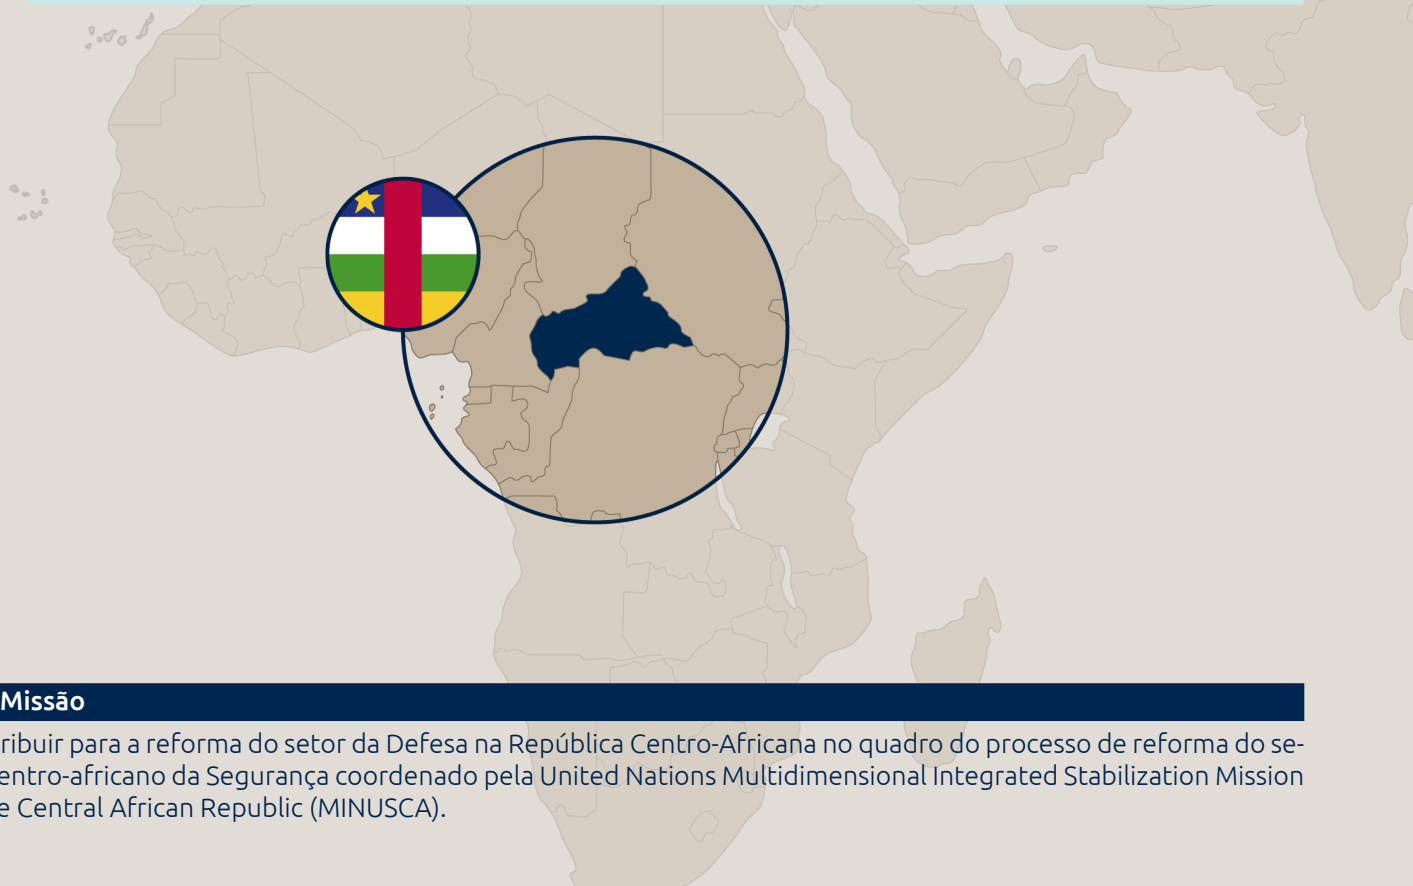 Missão
ribuir para a reforma do setor da Defesa na República Centro-Africana no quadro do processo de reforma do se-
entro-africano da Segurança coordenado pela United Nations Multidimensional Integrated Stabilization Mission
e Central African Republic (MINUSCA).